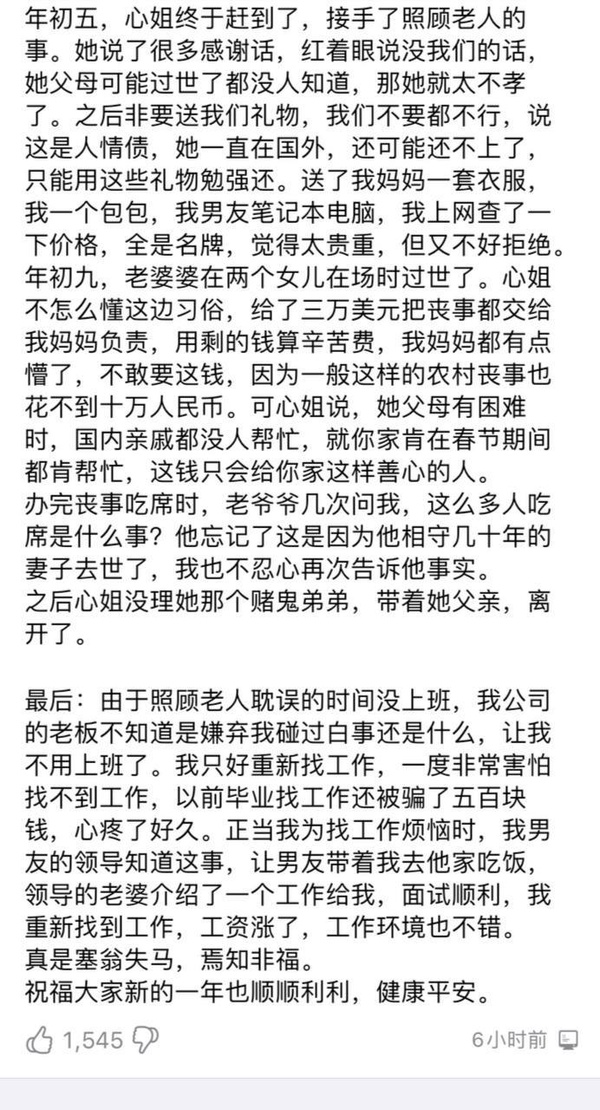 年初五，心姐终于赶到了，接手了照顾老人的
事。她说了很多感谢话，红着眼说没我们的话，
她父母可能过世了都没人知道，那她就太不孝
了。之后非要送我们礼物，我们不要都不行，说
这是人情债，她一直在国外，还可能还不上了，
只能用这些礼物勉强还。送了我妈妈一套衣服，
我一个包包，我男友笔记本电脑，我上网查了一
下价格，全是名牌，觉得太贵重，但又不好拒绝。
年初九，老婆婆在两个女儿在场时过世了。心姐
不怎么懂这边习俗，给了三万美元把丧事都交给
我妈妈负责，用剩的钱算辛苦费，我妈妈都有点
懵了，不敢要这钱，因为一般这样的农村丧事也
花不到十万人民币。可心姐说，她父母有困难
时，国内亲戚都没人帮忙，就你家肯在春节期间
都肯帮忙，这钱只会给你家这样善心的人。
办完丧事吃席时，老爷爷几次问我，这么多人吃
席是什么事？他忘记了这是因为他相守几十年的
妻子去世了，我也不忍心再次告诉他事实。
之后心姐没理她那个赌鬼弟弟，带着她父亲，离
开了。
最后：由于照顾老人耽误的时间没上班，我公司
的老板不知道是嫌弃我碰过白事还是什么，让我
不用上班了。我只好重新找工作，一度非常害怕
找不到工作，以前毕业找工作还被骗了五百块
钱，心疼了好久。正当我为找工作烦恼时，我男
友的领导知道这事，让男友带着我去他家吃饭，
领导的老婆介绍了一个工作给我，面试顺利，我
重新找到工作，工资涨了，工作环境也不错。
真是塞翁失马，焉知非福。
祝福大家新的一年也顺顺利利，健康平安。
1,545
6小时前